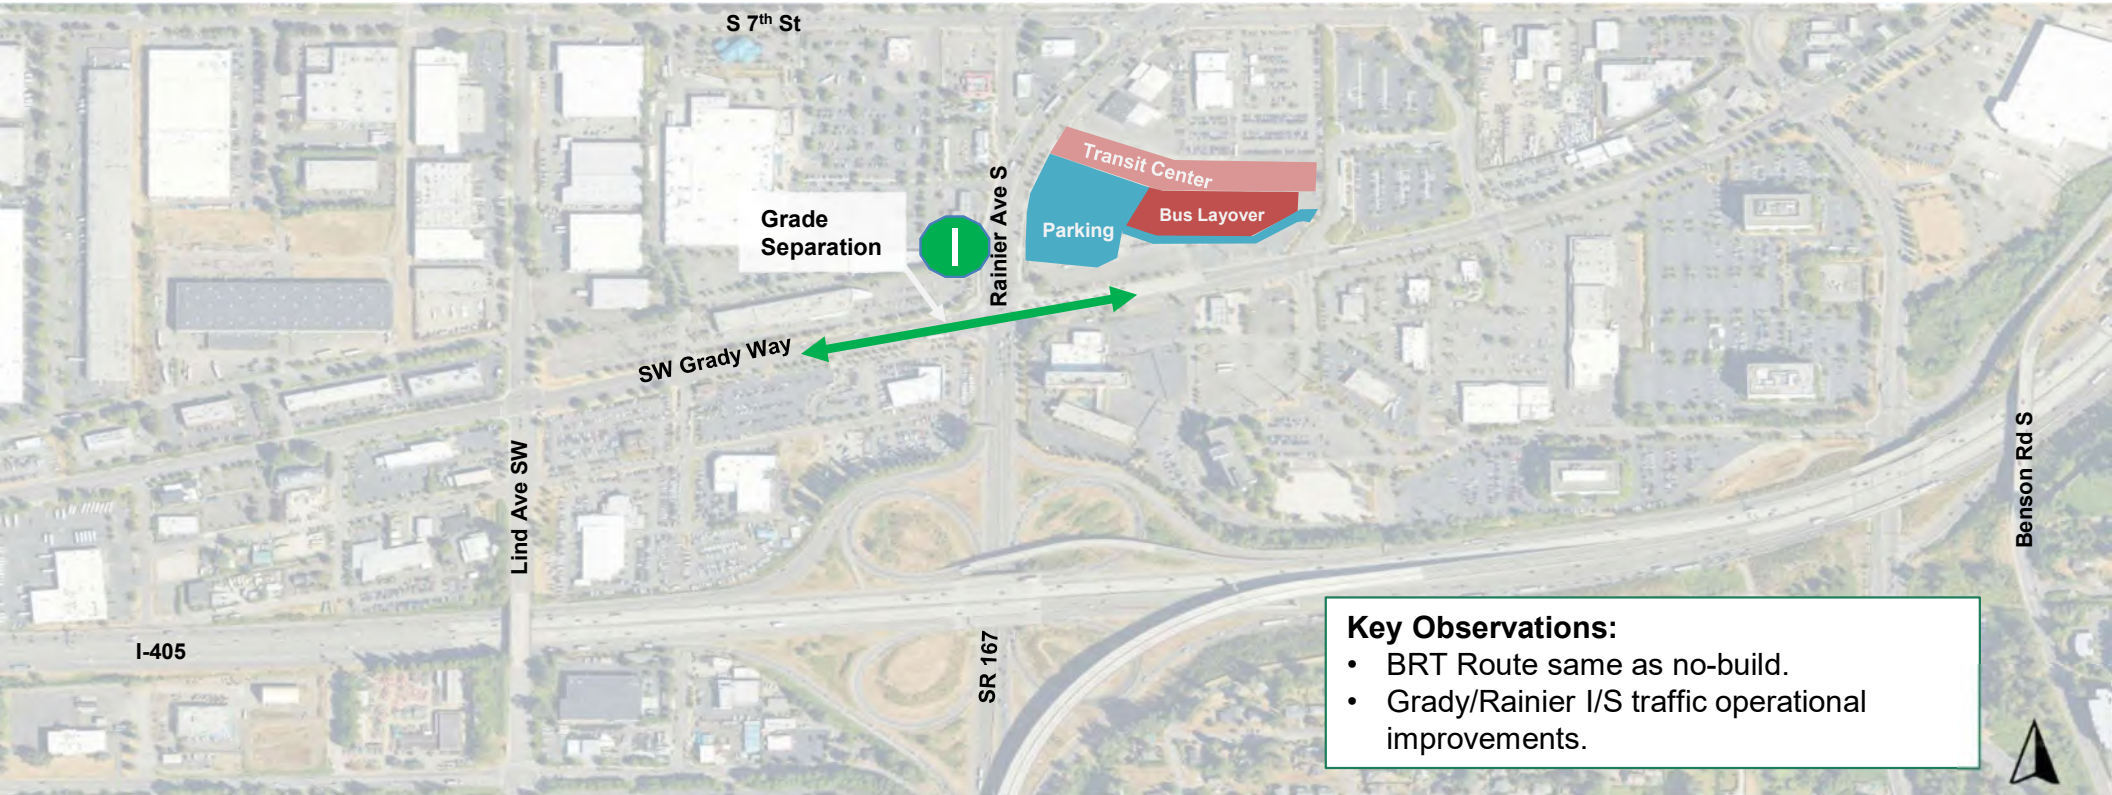 S 7th St
Transit Center
Rainier Ave S
Grade
Separation
Parking
Bus Layover
I
SW Grady Way
Lind Ave SW
Benson Rd S
I-405
SR 167
Key Observations:
• BRT Route same as no-build.
• Grady/Rainier I/S traffic operational
improvements.